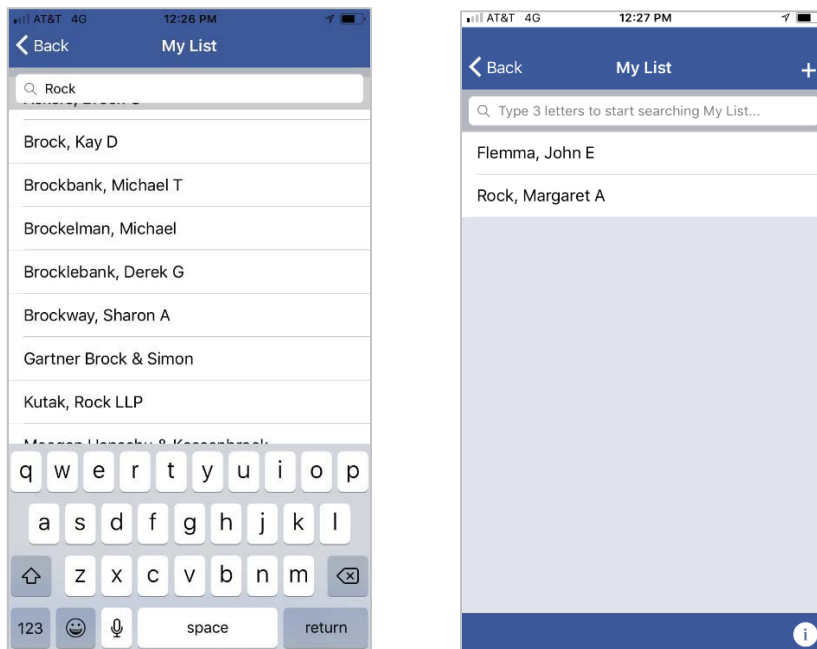 AT&T 4G 12:26 PM
Back My List
Rock
Brock, Kay D
Brockbank, Michael T
Brockelman, Michael
Brocklebank, Derek G
Brockway, Sharon A
Gartner Brock & Simon
Kutak, Rock LLP
q w e r t y u i o p
a s d f g h j k l
z x c v b n m
123 space return
AT&T 4G 12:27 PM
Back My List +
Type 3 letters to start searching My List...
Flemma, John E
Rock, Margaret A
i